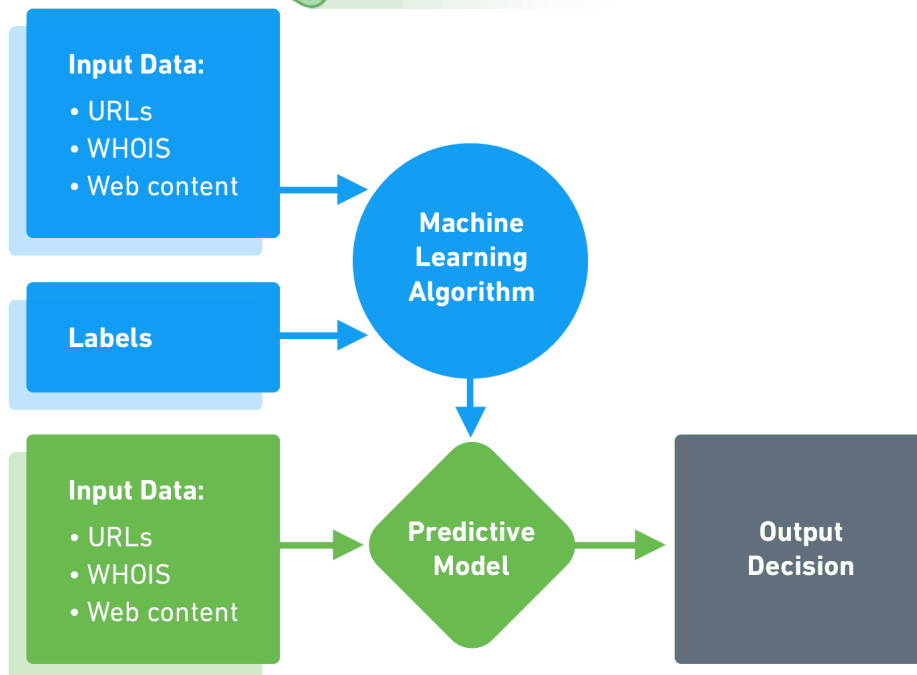 Input Data:
• URLs
• WHOIS
• Web content
Machine
Learning
Algorithm
Labels
Input Data:
• URLs
• WHOIS
• Web content
Predictive
Model
Output
Decision